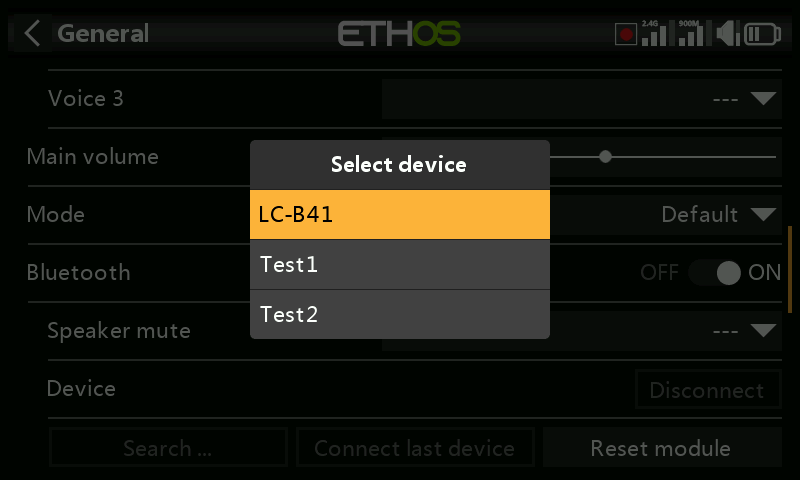 General
ETHOS
2.4G
900M
Voice 3
---
Main volume
Mode
Default
Bluetooth
OFF
ON
Speaker mute
---
Device
Disconnect
Search ...
Connect last device
Reset module
Select device
LC-B41
Test1
Test2